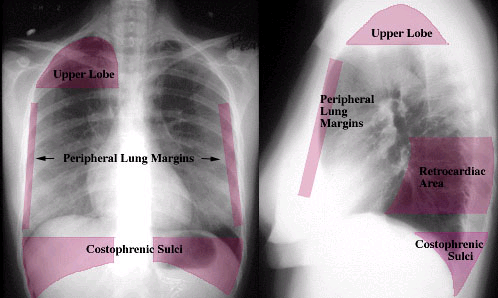 Upper Lobe
Peripheral Lung Margins
Costophrenic Sulci
Upper Lobe
Peripheral
Lung
Margins
Retrocardiac
Area
Costophrenic
Sulci